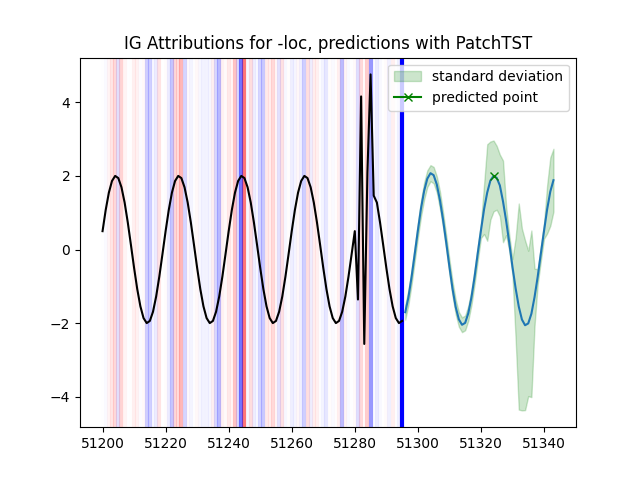 IG Attributions for -loc, predictions with PatchTST
standard deviation
predicted point
4
2
0
−2
−4
51200 51220 51240 51260 51280 51300 51320 51340